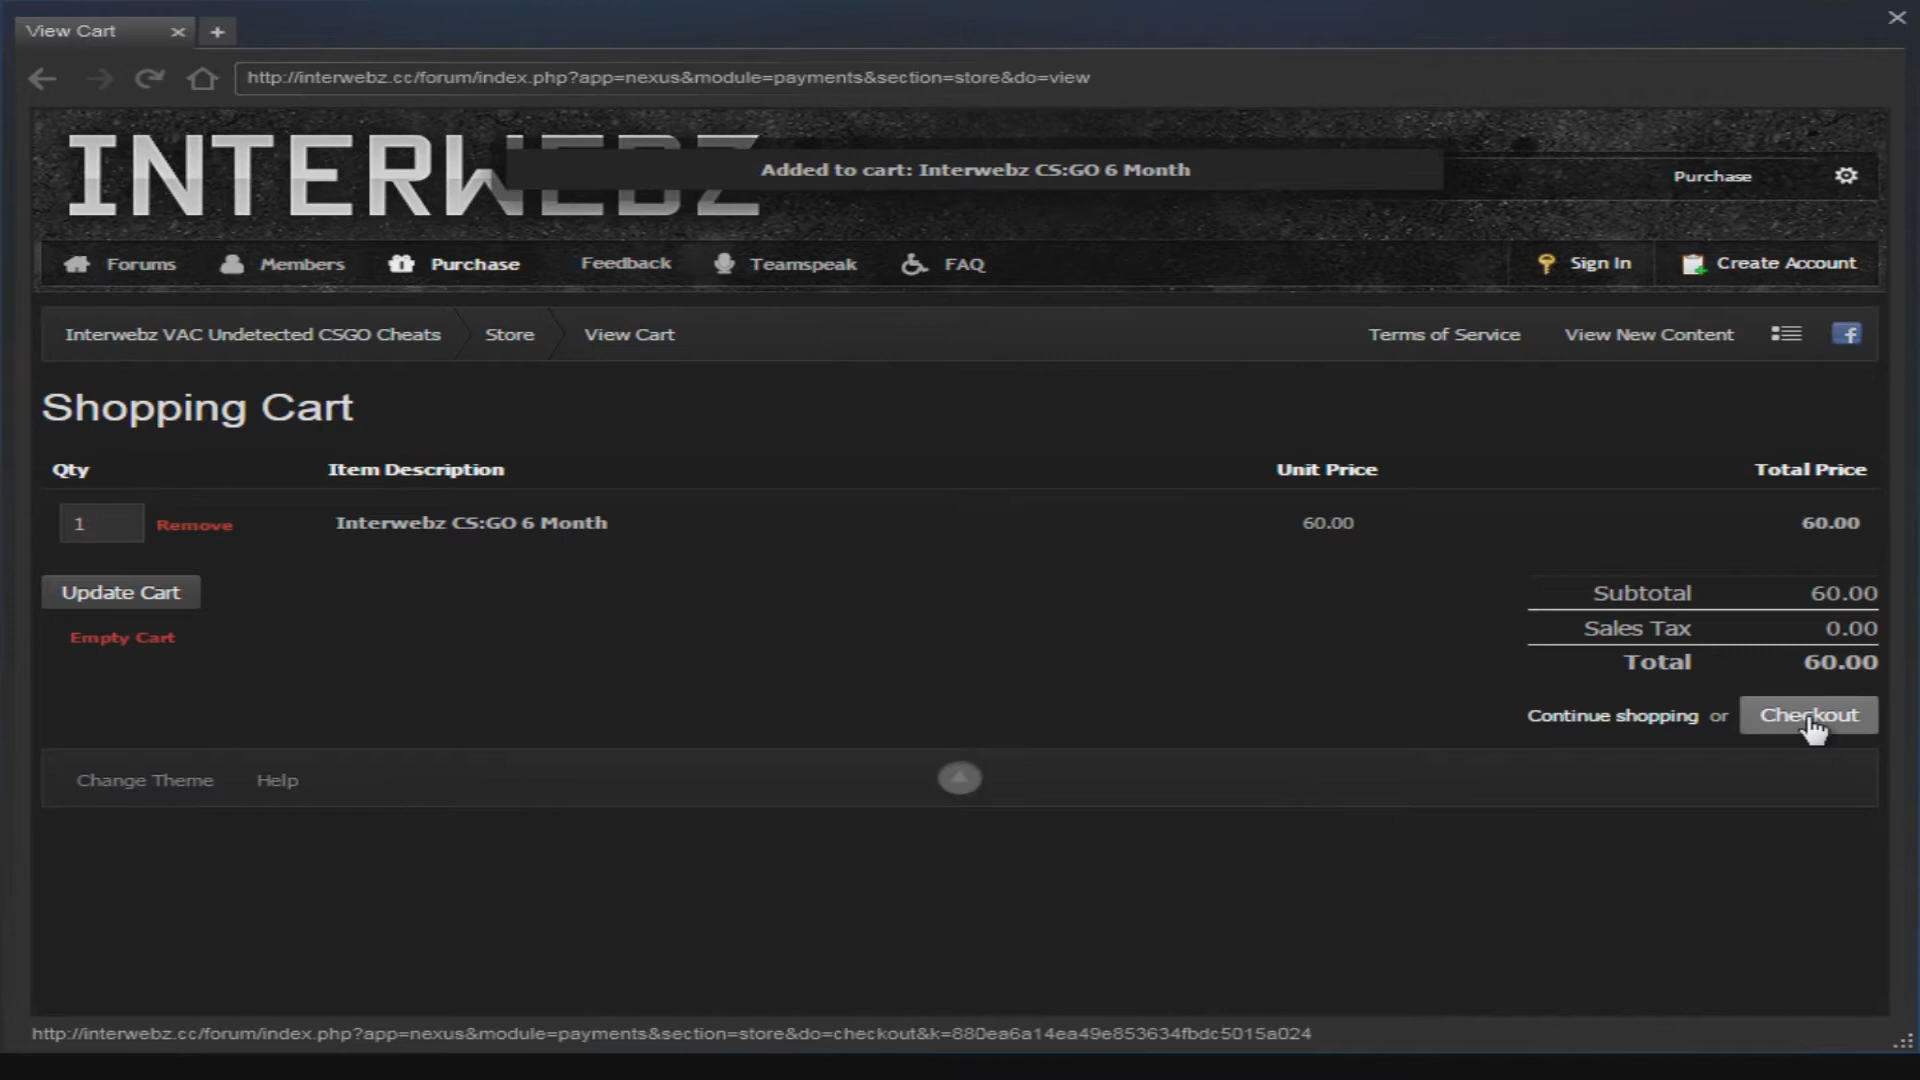 View Cart
http://interwebz.cc/forum/index.php?app=nexus&module=payments&section=store&do=view
INTERWEBZ
Added to cart: Interwebz CS:GO 6 Month
Purchase
Forums Members Purchase Feedback Teamspeak FAQ Sign In Create Account
Interwebz VAC Undetected CSGO Cheats Store View Cart Terms of Service View New Content
Shopping Cart
Qty Item Description Unit Price Total Price
1 Remove Interwebz CS:GO 6 Month 60.00 60.00
Update Cart Subtotal 60.00
Sales Tax 0.00
Empty Cart
Total 60.00
Continue shopping or Checkout
Change Theme Help
http://interwebz.cc/forum/index.php?app=nexus&module=payments&section=store&do=checkout&k=880ea6a14ea49e853634fbdc5015a024